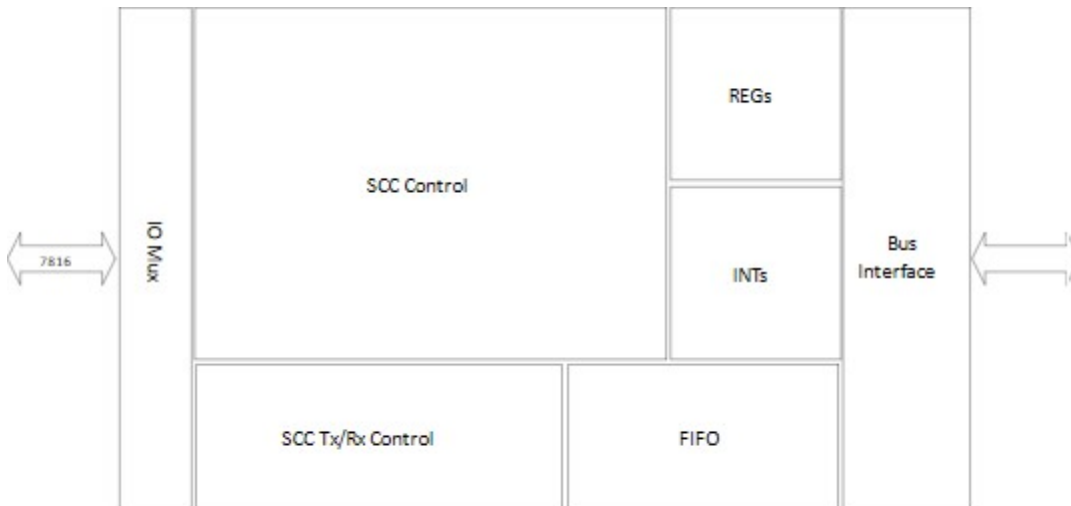 REGs
SCC Control
IO Mux
7816
INTs
Bus
Interface
SCC Tx/Rx Control
FIFO